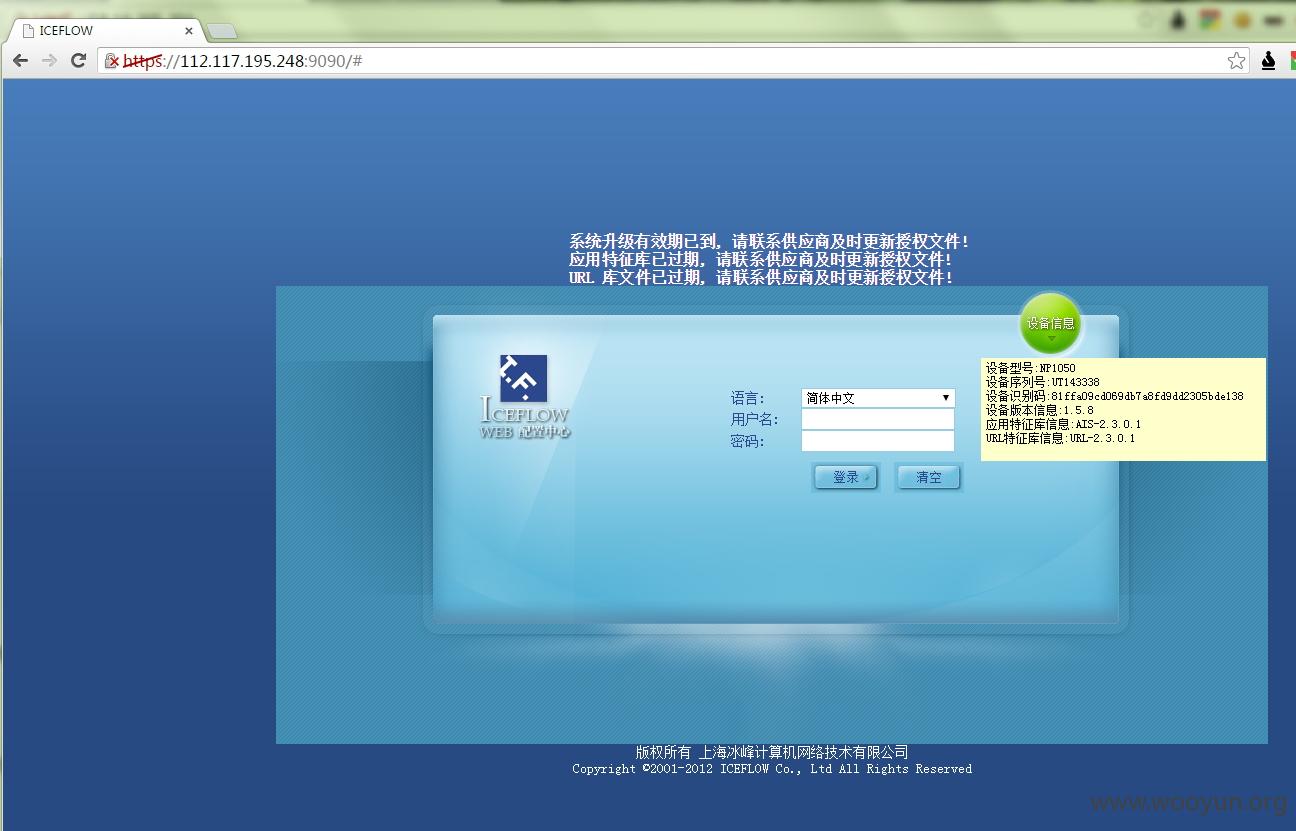 ICEFLOW
https://112.117.195.248:9090/#
系统升级有效期已到, 请联系供应商及时更新授权文件!
应用特征库已过期, 请联系供应商及时更新授权文件!
URL 库文件已过期, 请联系供应商及时更新授权文件!
设备信息
设备型号:NP1050
设备序列号:UT143338
设备识别码:81ffa09cd069db7a8fd9dd2305bde138
设备版本信息:1.5.8
应用特征库信息:AIS-2.3.0.1
URL特征库信息:URL-2.3.0.1
ICEFLOW
WEB 配置中心
语言: 简体中文
用户名:
密码:
登录 清空
版权所有 上海冰峰计算机网络技术有限公司
Copyright ©2001-2012 ICEFLOW Co., Ltd All Rights Reserved
www.wooyun.org